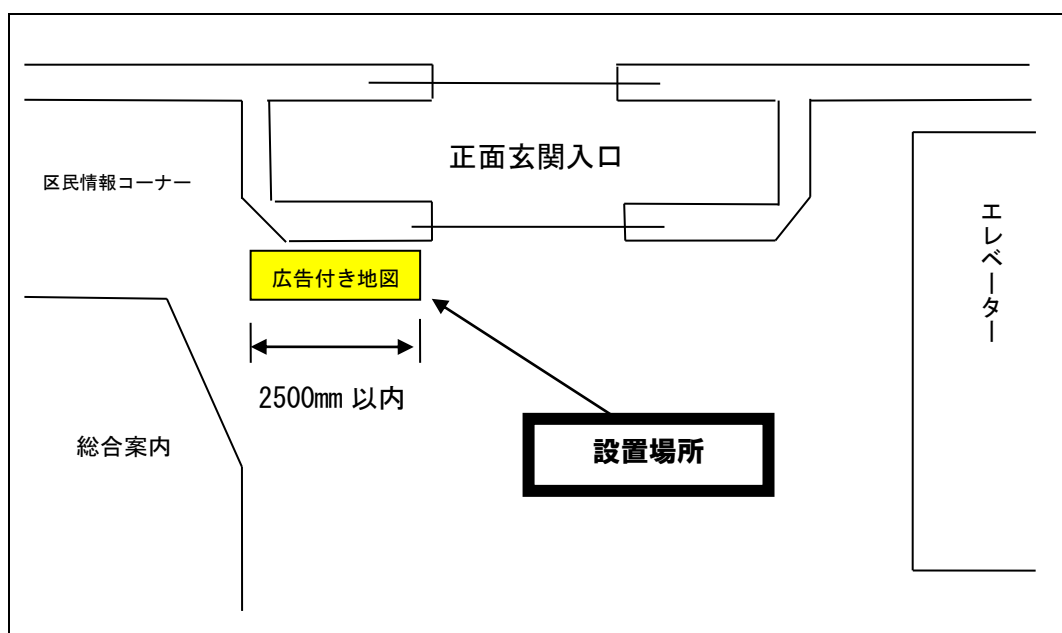 正面玄関入口
区民情報コーナー
エレベーター
広告付き地図
2500mm 以内
総合案内
設置場所